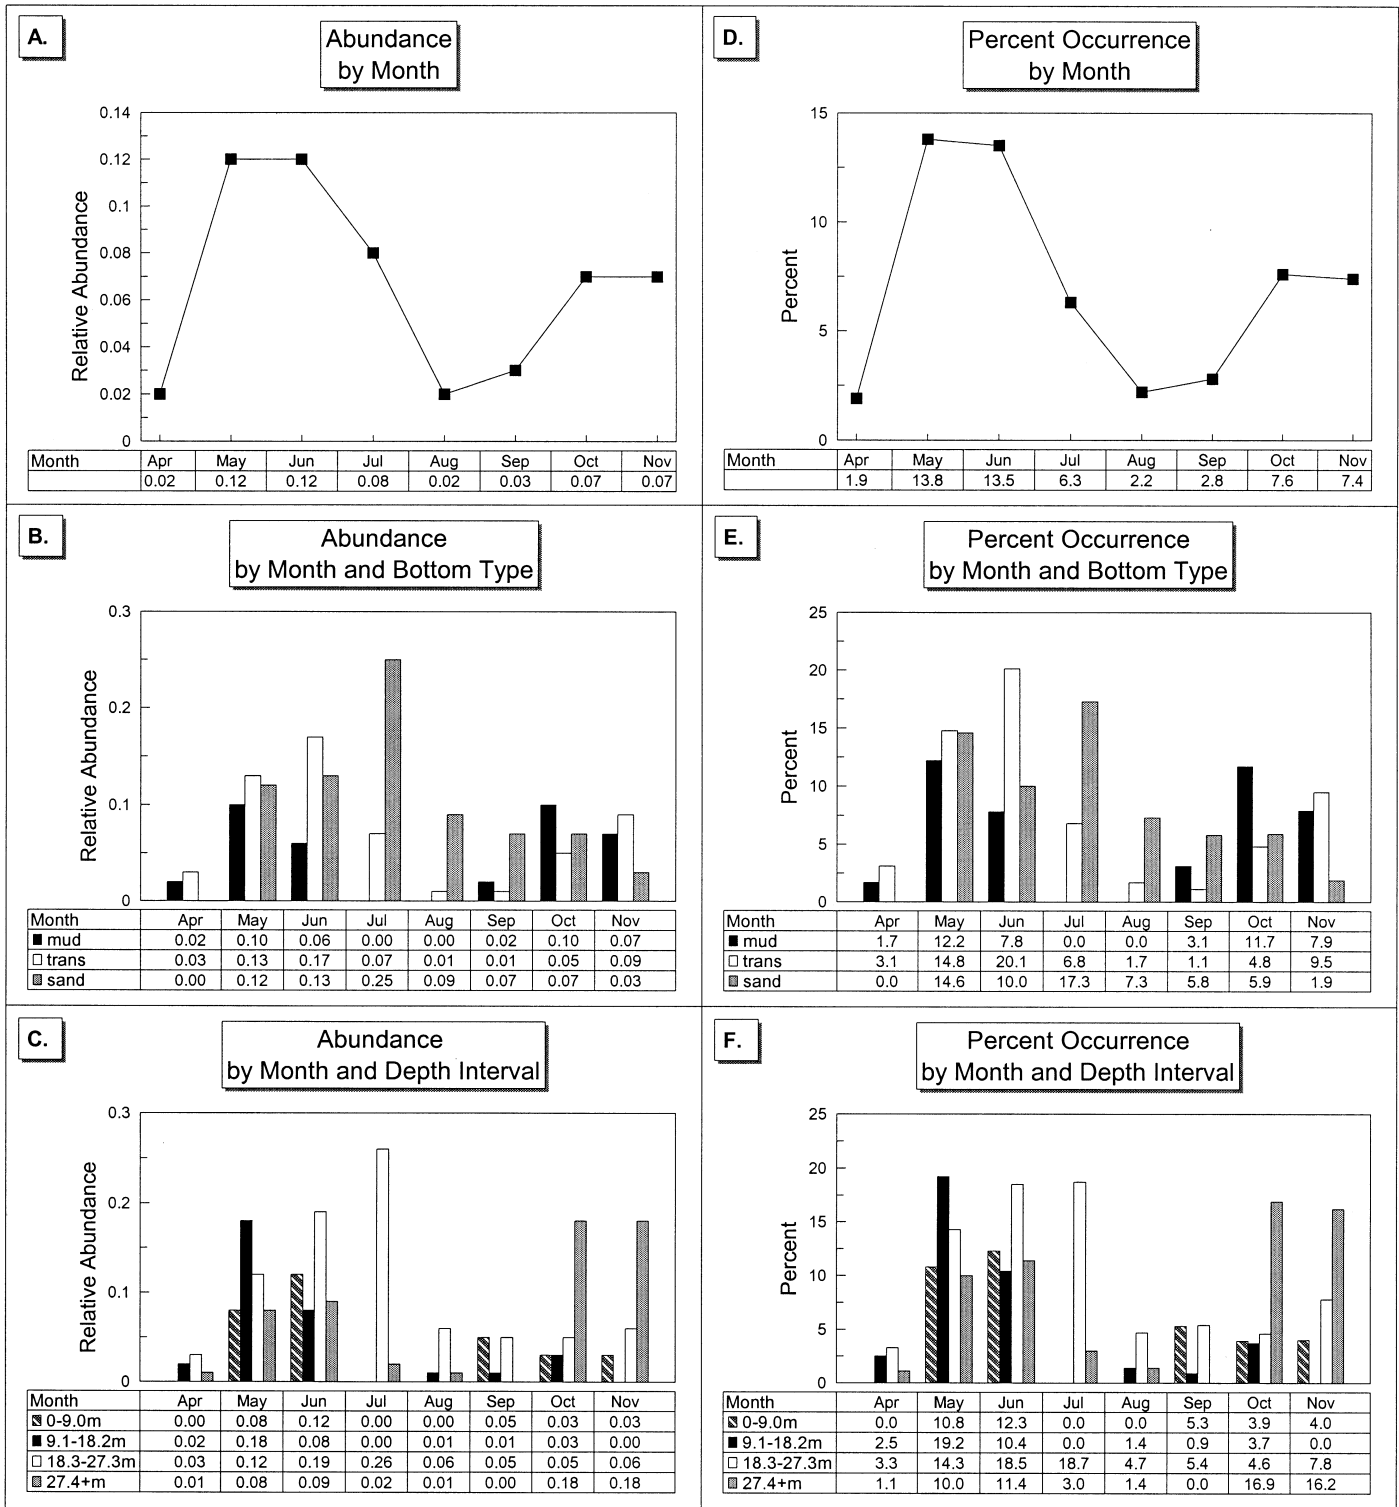 A.
Abundance
by Month
Relative Abundance
0.14
0.12
0.1
0.08
0.06
0.04
0.02
0
Month Apr May Jun Jul Aug Sep Oct Nov
0.02 0.12 0.12 0.08 0.02 0.03 0.07 0.07
D.
Percent Occurrence
by Month
Percent
15
10
5
0
Month Apr May Jun Jul Aug Sep Oct Nov
1.9 13.8 13.5 6.3 2.2 2.8 7.6 7.4
B.
Abundance
by Month and Bottom Type
Relative Abundance
0.3
0.2
0.1
0
Month Apr May Jun Jul Aug Sep Oct Nov
mud 0.02 0.10 0.06 0.00 0.00 0.02 0.10 0.07
trans 0.03 0.13 0.17 0.07 0.01 0.01 0.05 0.09
sand 0.00 0.12 0.13 0.25 0.09 0.07 0.07 0.03
E.
Percent Occurrence
by Month and Bottom Type
Percent
25
20
15
10
5
0
Month Apr May Jun Jul Aug Sep Oct Nov
mud 1.7 12.2 7.8 0.0 0.0 3.1 11.7 7.9
trans 3.1 14.8 20.1 6.8 1.7 1.1 4.8 9.5
sand 0.0 14.6 10.0 17.3 7.3 5.8 5.9 1.9
C.
Abundance
by Month and Depth Interval
Relative Abundance
0.3
0.2
0.1
0
Month Apr May Jun Jul Aug Sep Oct Nov
0-9.0m 0.00 0.08 0.12 0.00 0.00 0.05 0.03 0.03
9.1-18.2m 0.02 0.18 0.08 0.00 0.01 0.01 0.03 0.00
18.3-27.3m 0.03 0.12 0.19 0.26 0.06 0.05 0.05 0.06
27.4+m 0.01 0.08 0.09 0.02 0.01 0.00 0.18 0.18
F.
Percent Occurrence
by Month and Depth Interval
Percent
25
20
15
10
5
0
Month Apr May Jun Jul Aug Sep Oct Nov
0-9.0m 0.0 10.8 12.3 0.0 0.0 5.3 3.9 4.0
9.1-18.2m 2.5 19.2 10.4 0.0 1.4 0.9 3.7 0.0
18.3-27.3m 3.3 14.3 18.5 18.7 4.7 5.4 4.6 7.8
27.4+m 1.1 10.0 11.4 3.0 1.4 0.0 16.9 16.2